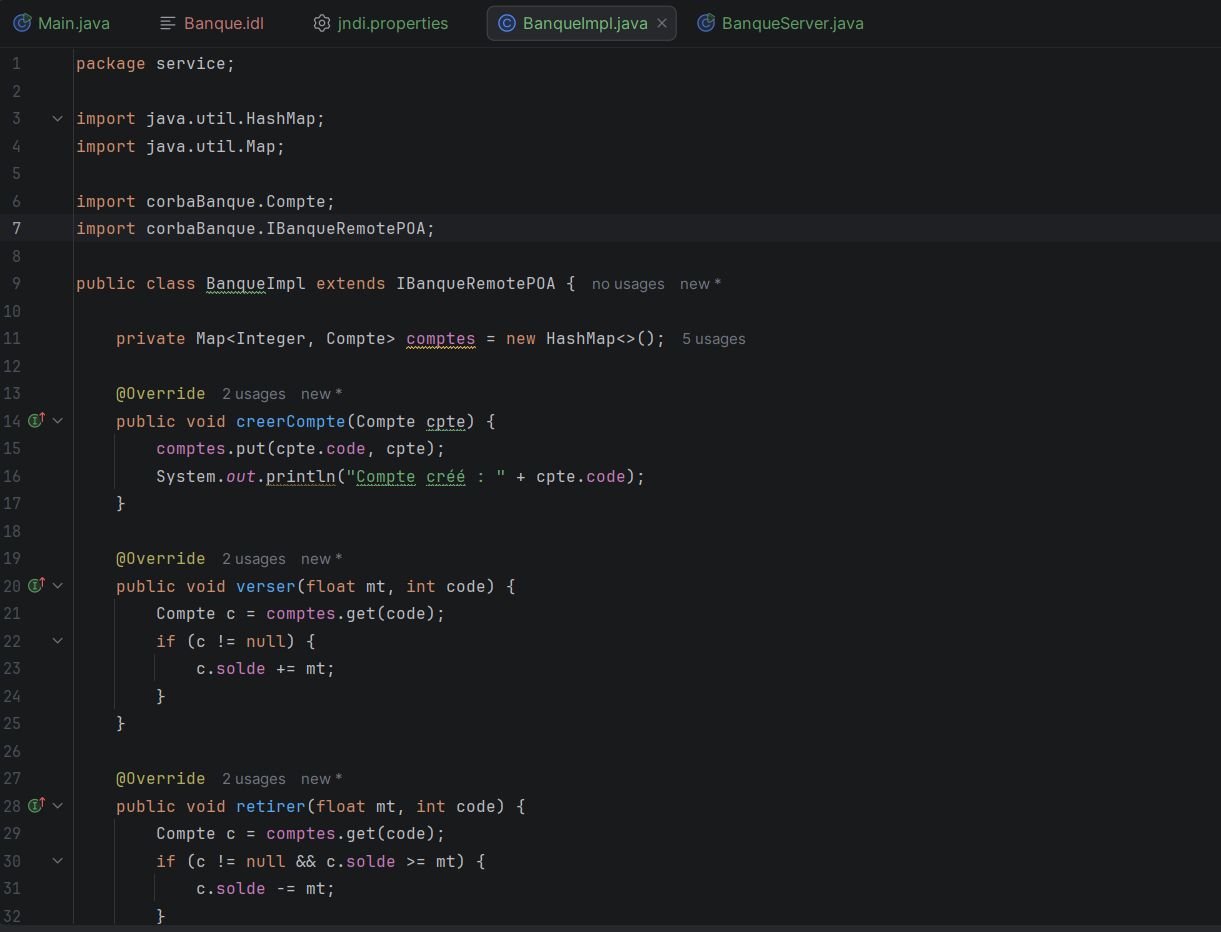 Main.java Banque.idl jndi.properties BanqueImpl.java BanqueServer.java
1 package service;
2
3 import java.util.HashMap;
4 import java.util.Map;
5
6 import corbaBanque.Compte;
7 import corbaBanque.IBanqueRemotePOA;
8
9 public class BanqueImpl extends IBanqueRemotePOA { no usages new *
10
11 private Map<Integer, Compte> comptes = new HashMap<>(); 5 usages
12
13 @Override 2 usages new *
14 public void creerCompte(Compte cpte) {
15 comptes.put(cpte.code, cpte);
16 System.out.println("Compte créé : " + cpte.code);
17 }
18
19 @Override 2 usages new *
20 public void verser(float mt, int code) {
21 Compte c = comptes.get(code);
22 if (c != null) {
23 c.solde += mt;
24 }
25 }
26
27 @Override 2 usages new *
28 public void retirer(float mt, int code) {
29 Compte c = comptes.get(code);
30 if (c != null && c.solde >= mt) {
31 c.solde -= mt;
32 }